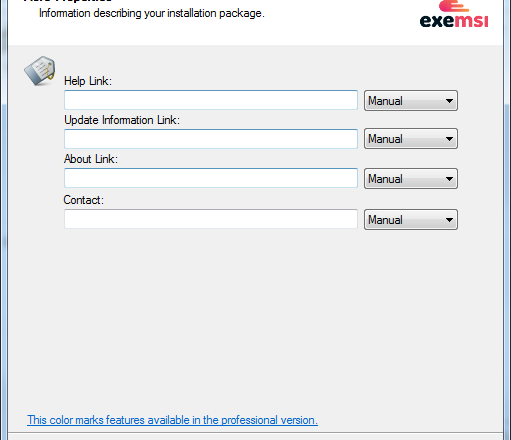 Information describing your installation package.
exemsi
Help Link:
Manual
Update Information Link:
Manual
About Link:
Manual
Contact:
Manual
This color marks features available in the professional version.